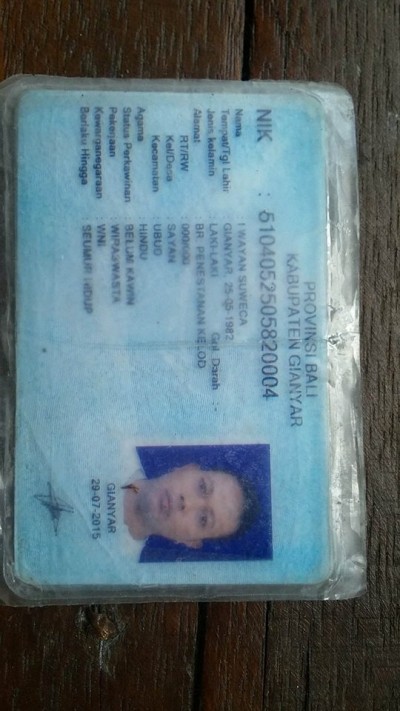 PROVINSI BALI
KABUPATEN GIANYAR
NIK : 5104052505820004
Nama : I WAYAN SUWECA
Tempat/Tgl Lahir : GIANYAR, 25-05-1982
Jenis kelamin : LAKI-LAKI Gol. Darah : -
Alamat : BR. PENESTANAN KELOD
RT/RW : 000/000
Kel/Desa : SAYAN
Kecamatan : UBUD
Agama : HINDU
Status Perkawinan : BELUM KAWIN
Pekerjaan : WIRASWASTA
Kewarganegaraan : WNI
Berlaku Hingga : SEUMUR HIDUP
GIANYAR
29-07-2015